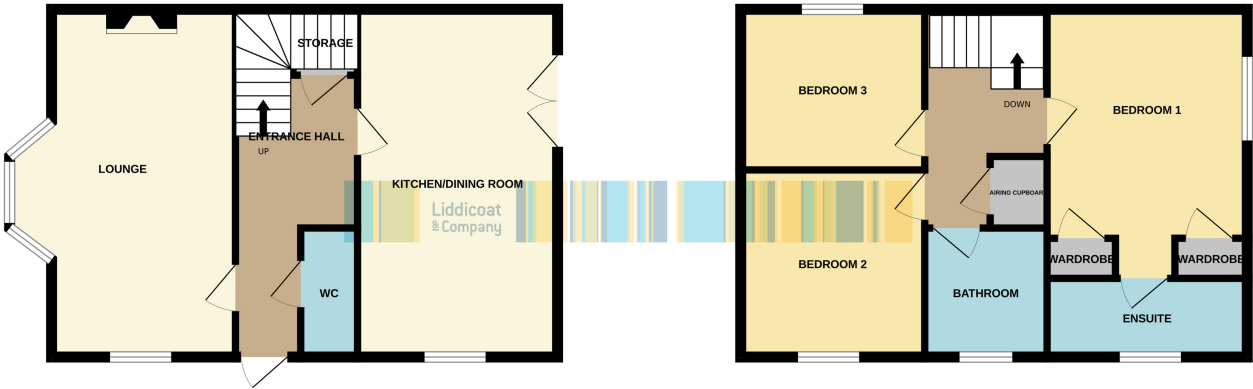 STORAGE
ENTRANCE HALL
UP
LOUNGE
KITCHEN/DINING ROOM
Liddicoat
& Company
WC
BEDROOM 3
DOWN
BEDROOM 1
AIRING CUPBOAR
BEDROOM 2
WARDROBE
WARDROBE
BATHROOM
ENSUITE